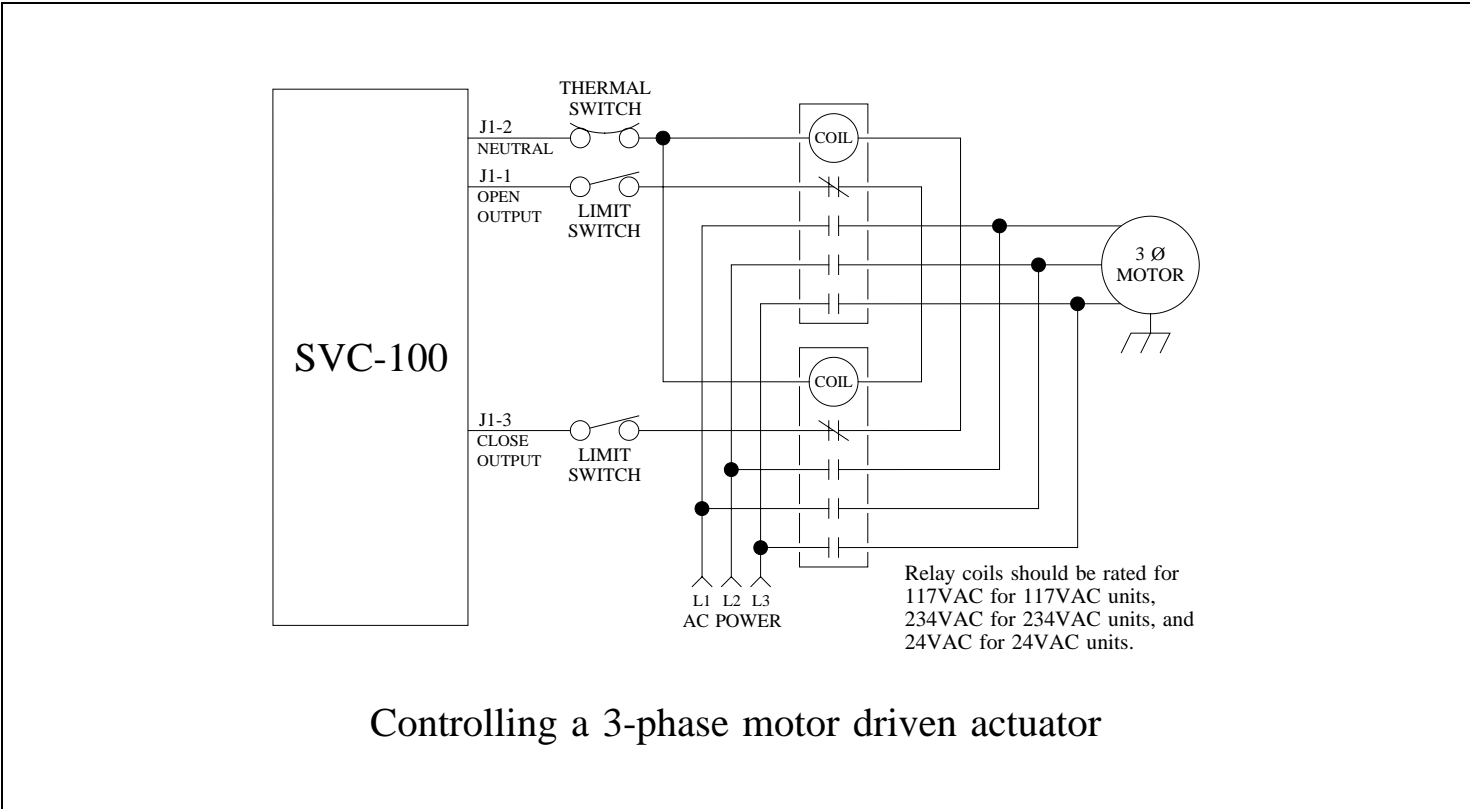 THERMAL
SWITCH
J1-2
NEUTRAL
COIL
J1-1
OPEN
OUTPUT
LIMIT
SWITCH
3 Ø
MOTOR
SVC-100
COIL
J1-3
CLOSE
OUTPUT
LIMIT
SWITCH
L1 L2 L3
AC POWER
Relay coils should be rated for
117VAC for 117VAC units,
234VAC for 234VAC units, and
24VAC for 24VAC units.
Controlling a 3-phase motor driven actuator